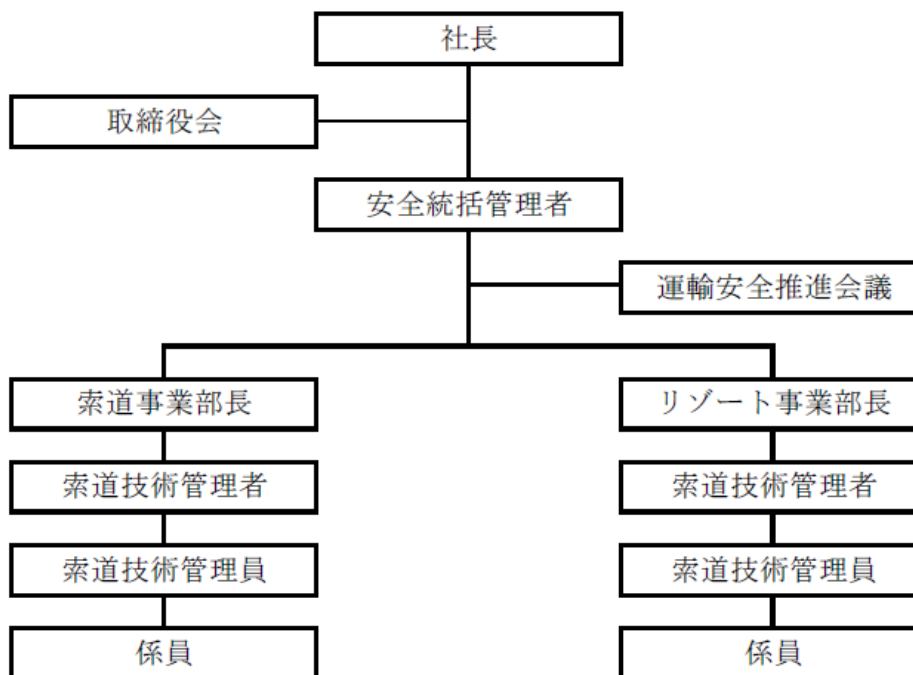 社長
取締役会
安全統括管理者
運輸安全推進会議
索道事業部長
リゾート事業部長
索道技術管理者
索道技術管理者
索道技術管理員
索道技術管理員
係員
係員